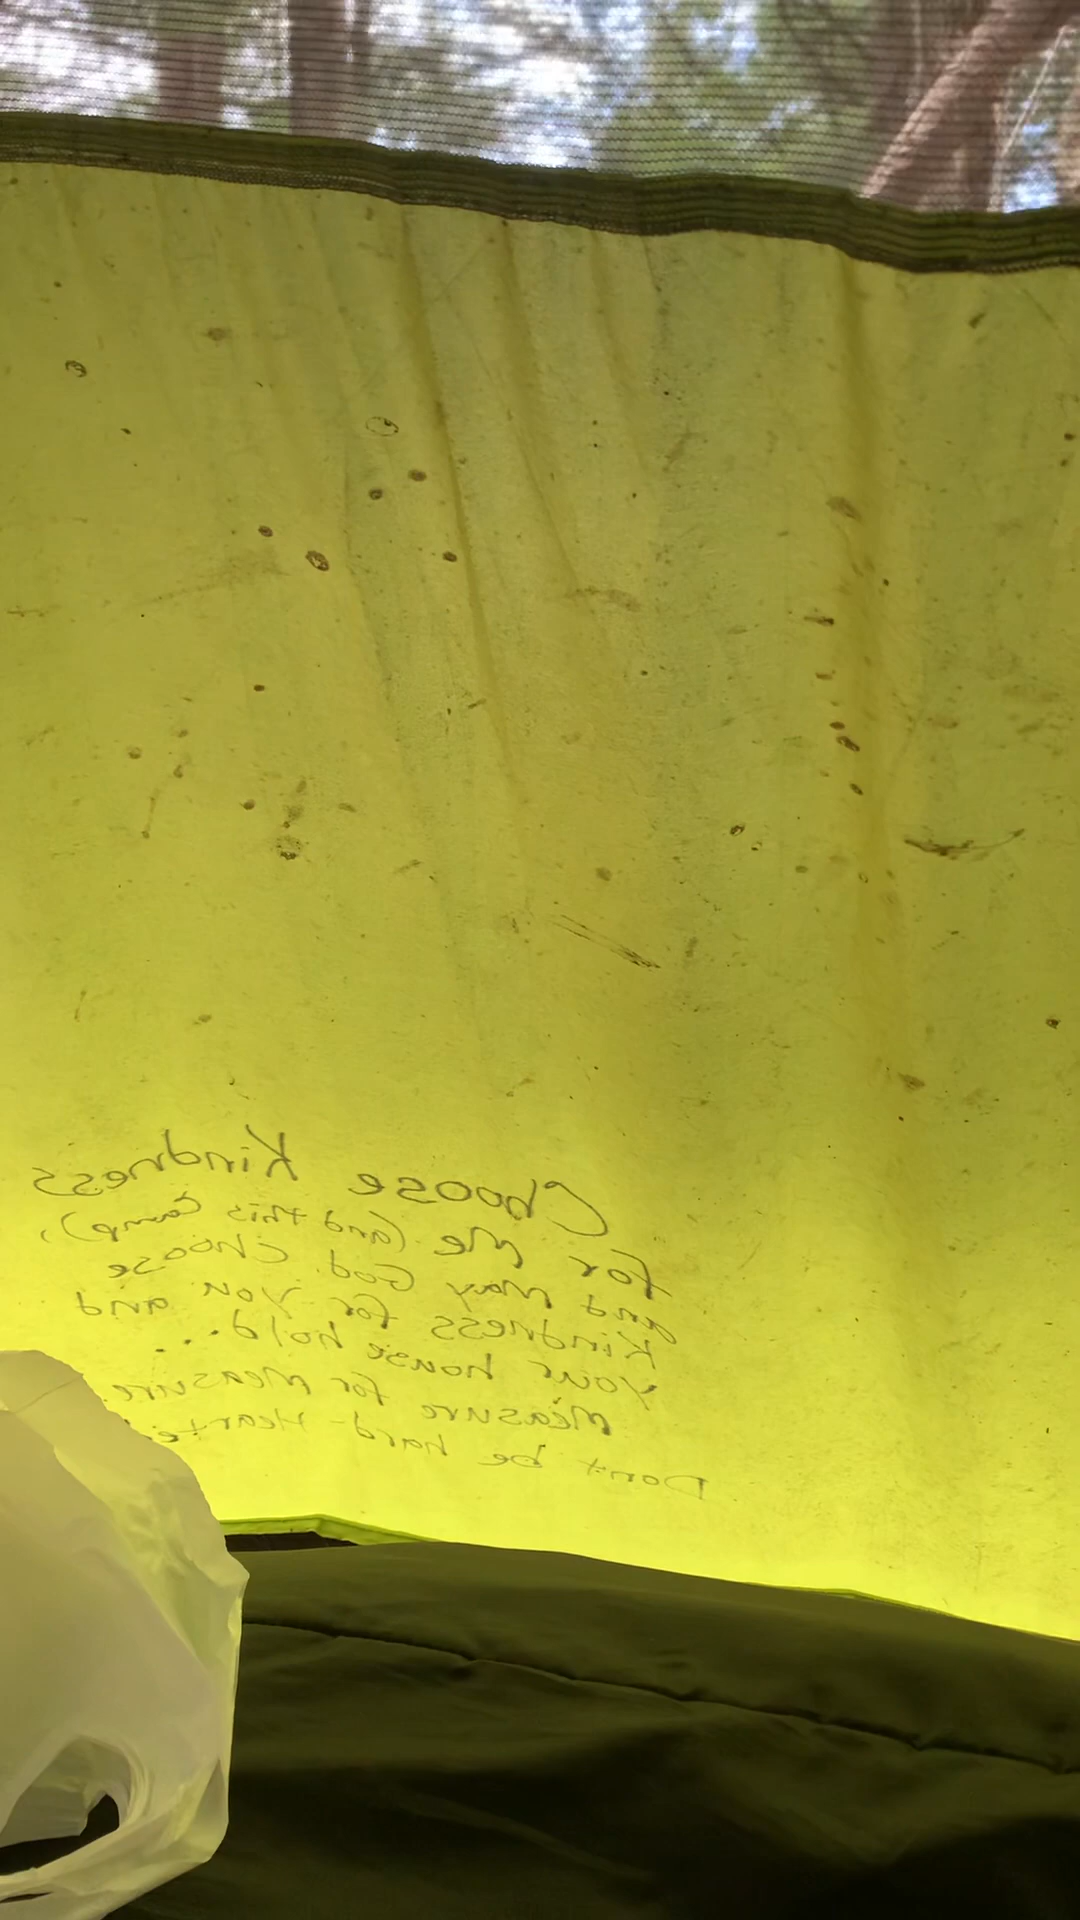 Choose Kindness
for me (and this camp),
and may God choose
Kindness for you and
your house hold...
measure for measure
Don't be hard-Hearte